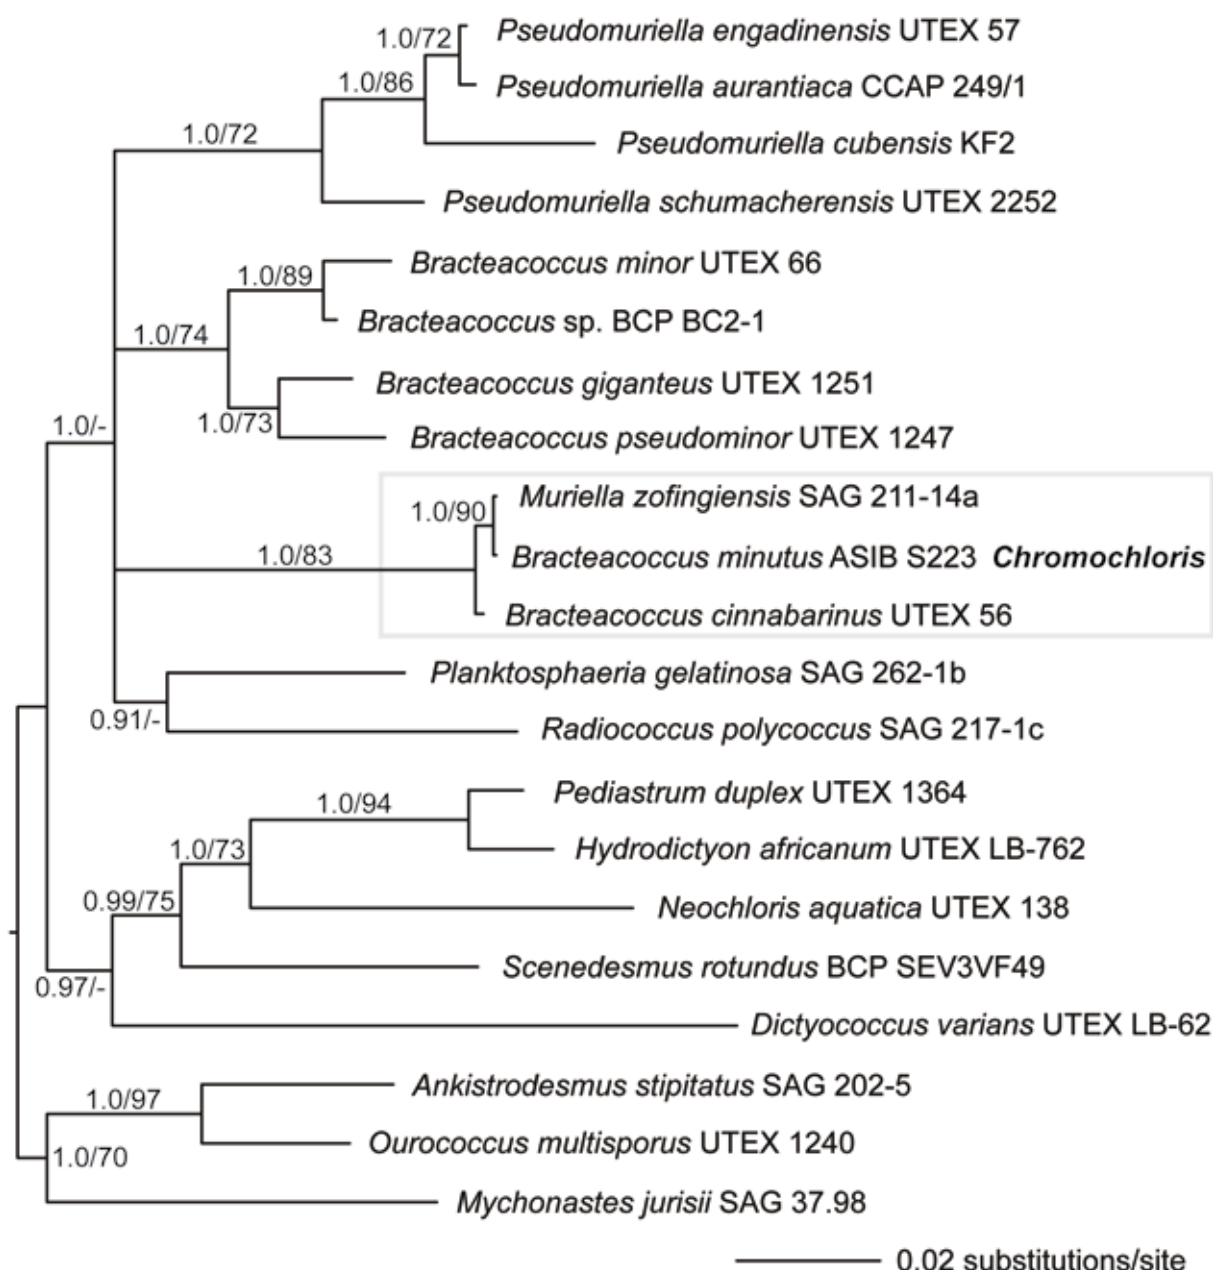 1.0/72 Pseudomuriella engadinensis UTEX 57
1.0/86 Pseudomuriella aurantiaca CCAP 249/1
1.0/72 Pseudomuriella cubensis KF2
Pseudomuriella schumacherensis UTEX 2252
1.0/89 Bracteacoccus minor UTEX 66
1.0/74 Bracteacoccus sp. BCP BC2-1
Bracteacoccus giganteus UTEX 1251
1.0/- 1.0/73 Bracteacoccus pseudominor UTEX 1247
1.0/90 Muriella zofingiensis SAG 211-14a
1.0/83 Bracteacoccus minutus ASIB S223 Chromochloris
Bracteacoccus cinnabarinus UTEX 56
Planktosphaeria gelatinosa SAG 262-1b
0.91/- Radiococcus polycoccus SAG 217-1c
1.0/94 Pediastrum duplex UTEX 1364
1.0/73 Hydrodictyon africanum UTEX LB-762
0.99/75 Neochloris aquatica UTEX 138
Scenedesmus rotundus BCP SEV3VF49
0.97/-
Dictyococcus varians UTEX LB-62
1.0/97 Ankistrodesmus stipitatus SAG 202-5
1.0/70 Ourococcus multisporus UTEX 1240
Mychonastes jurisii SAG 37.98
0.02 substitutions/site